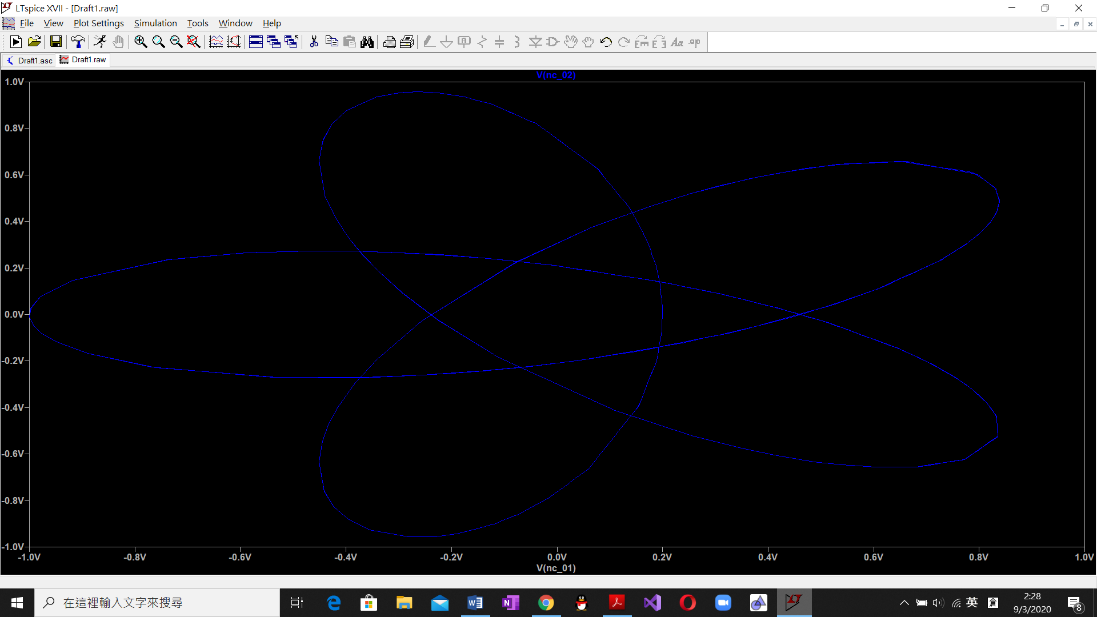 LTspice XVII - [Draft1.raw]
File View Plot Settings Simulation Tools Window Help
Draft1.asc Draft1.raw
V(nc_02)
1.0V
0.8V
0.6V
0.4V
0.2V
0.0V
-0.2V
-0.4V
-0.6V
-0.8V
-1.0V
-1.0V -0.8V -0.6V -0.4V -0.2V 0.0V 0.2V 0.4V 0.6V 0.8V 1.0V
V(nc_01)
在這裡輸入文字來搜尋
英
2:28
9/3/2020
8